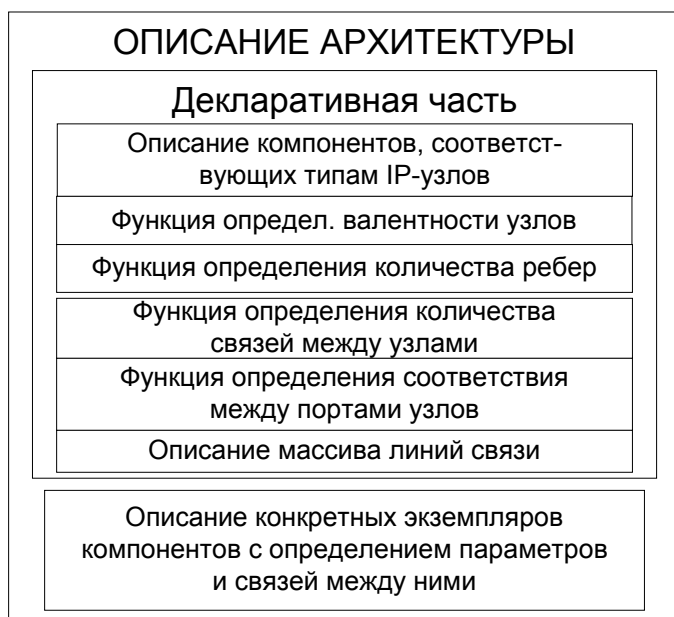 ОПИСАНИЕ АРХИТЕКТУРЫ
Декларативная часть
Описание компонентов, соответст-
вующих типам IP-узлов
Функция определ. валентности узлов
Функция определения количества ребер
Функция определения количества
связей между узлами
Функция определения соответствия
между портами узлов
Описание массива линий связи
Описание конкретных экземпляров
компонентов с определением параметров
и связей между ними